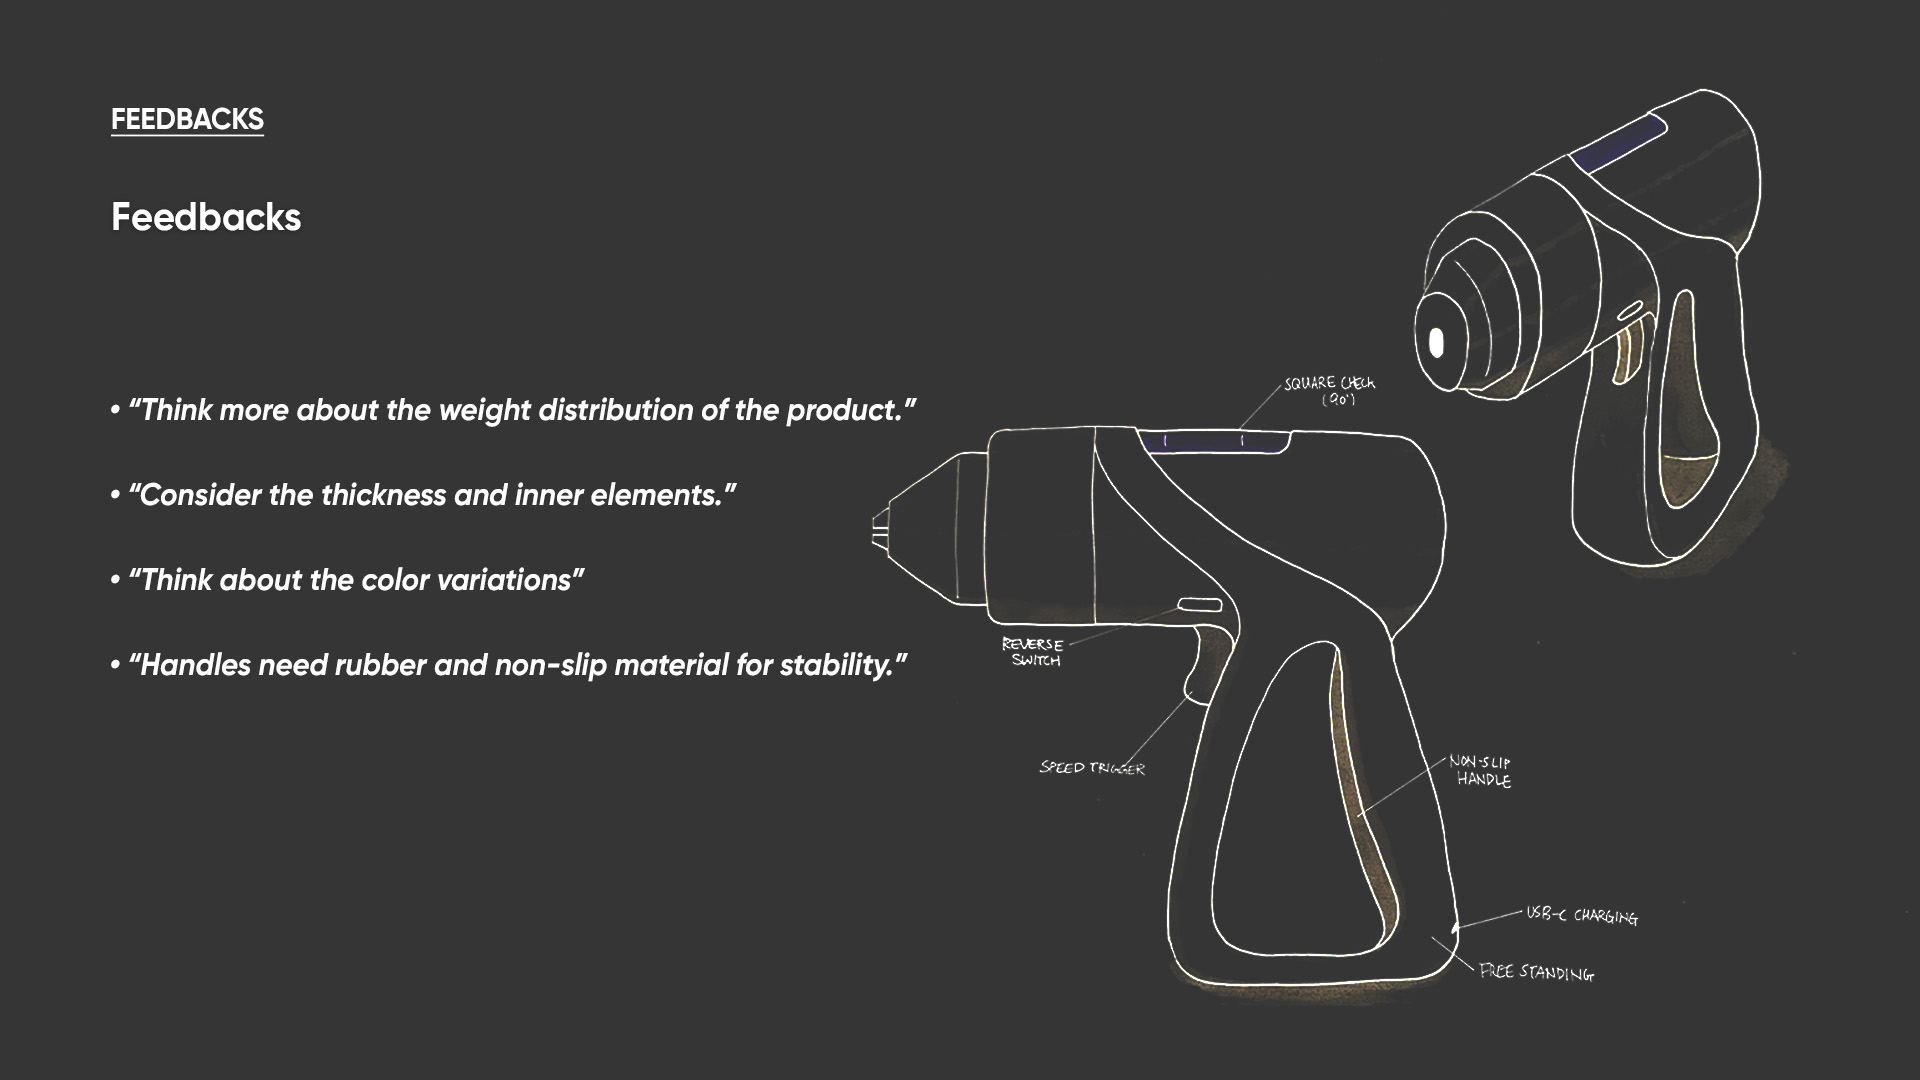 FEEDBACKS
Feedbacks
• “Think more about the weight distribution of the product.”
• “Consider the thickness and inner elements.”
• “Think about the color variations”
• “Handles need rubber and non-slip material for stability.”
SQUARE CHECK
(90°)
REVERSE
SWITCH
SPEED TRIGGER
NON-SLIP
HANDLE
USB-C CHARGING
FREE STANDING